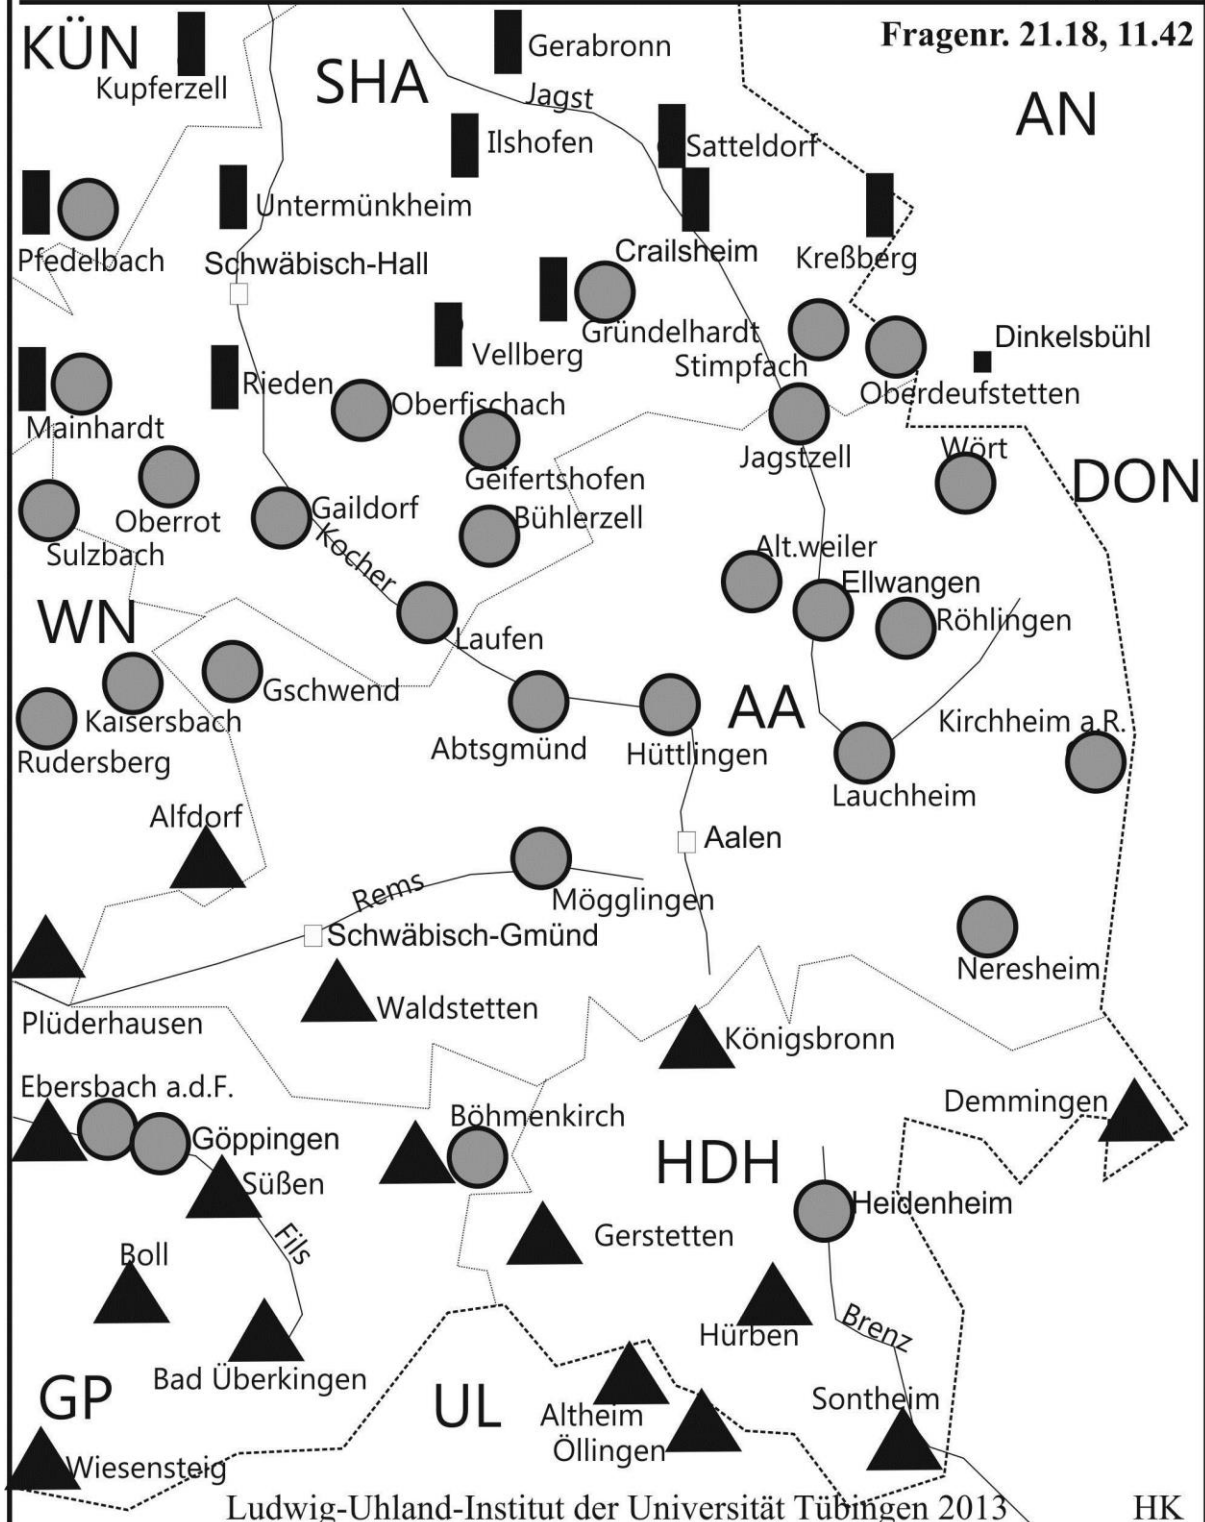 KÜN
Fragenr. 21.18, 11.42
Gerabronn
SHA
Kupferzell
Jagst
AN
Ilshofen
Satteldorf
Untermünkheim
Crailsheim
Kreßberg
Pfedelbach
Schwäbisch-Hall
Gründelhardt
Dinkelsbühl
Vellberg
Stimpfach
Rieden
Oberdeufstetten
Oberfischach
Mainhardt
Wört
Jagstzell
Geifertshofen
DON
Gaildorf
Bühlerzell
Oberrot
Kocher
Sulzbach
Alt.weiler
Ellwangen
WN
Röhlingen
Laufen
Gschwend
AA
Kaisersbach
Kirchheim a.R.
Abtsgmünd
Hüttlingen
Rudersberg
Lauchheim
Alfdorf
Aalen
Rems
Mögglingen
Schwäbisch-Gmünd
Neresheim
Waldstetten
Plüderhausen
Königsbronn
Ebersbach a.d.F.
Demmingen
Böhmenkirch
Göppingen
HDH
Süßen
Heidenheim
Gerstetten
Fils
Boll
Brenz
Hürben
Bad Überkingen
GP
UL
Sontheim
Altheim
Öllingen
Wiesensteig
Ludwig-Uhland-Institut der Universität Tübingen 2013
HK